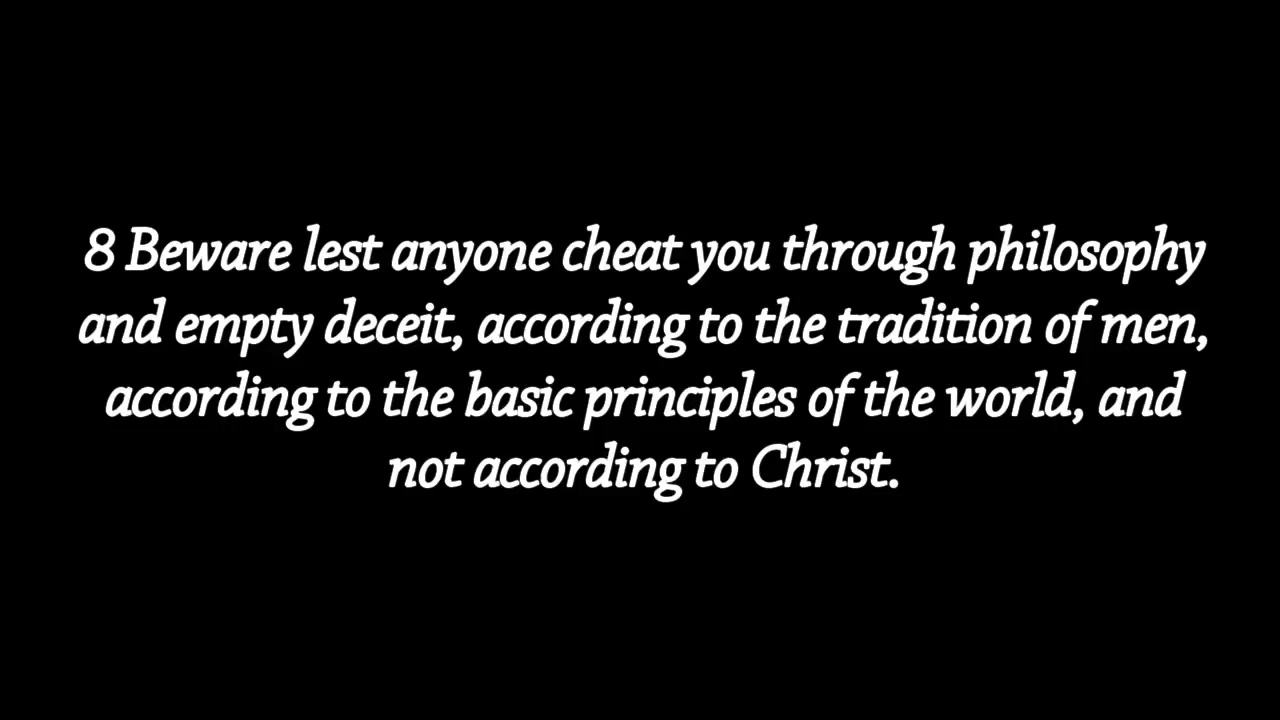 8 Beware lest anyone cheat you through philosophy
and empty deceit, according to the tradition of men,
according to the basic principles of the world, and
not according to Christ.